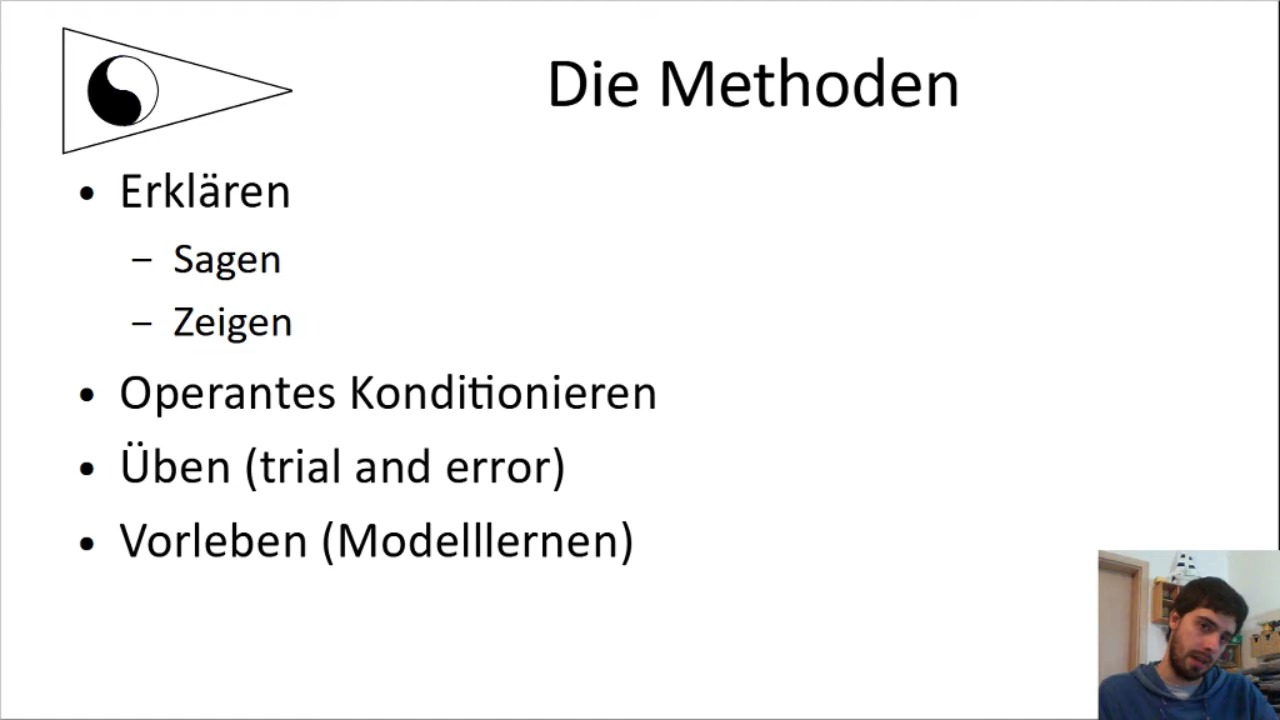 Die Methoden
• Erklären
– Sagen
– Zeigen
• Operantes Konditionieren
• Üben (trial and error)
• Vorleben (Modelllernen)